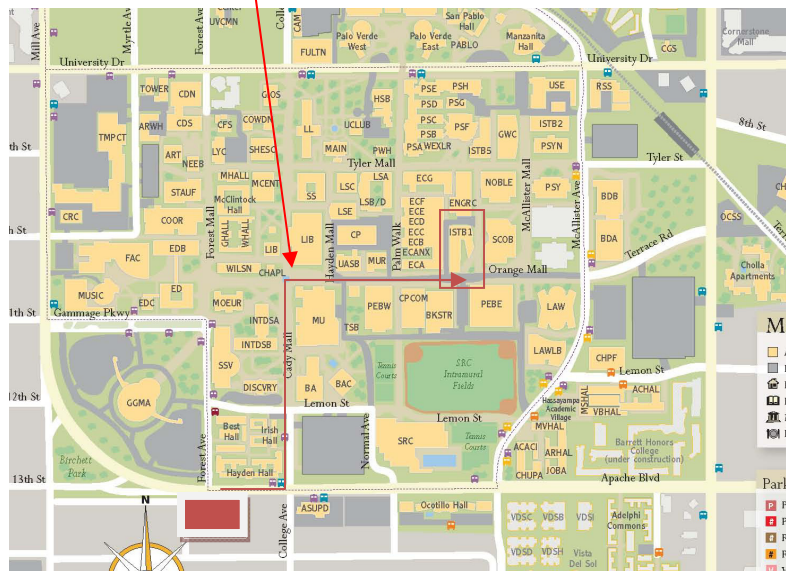 San Pablo Hall
Cornerstone Mall
UVCMN
CAM
FULTN
Palo Verde West
Palo Verde East
PABLO
Manzanita Hall
CGS
Mill Ave
Myrtle Ave
Forest Ave
University Dr
University Dr
TOWER
CDN
GIOS
HSB
PSE
PSH
USE
RSS
PSD
PSG
ARWH
CDS
CFS
COWDN
LL
UCLUB
PSC
PSF
GWC
ISTB2
8th St
TMPCT
PSB
MAIN
PWH
PSA
WEXLR
ISTB5
PSYN
ART
NEEB
LYC
SHESC
Tyler Mall
Tyler St
MHALL
MCENT
SS
LSC
LSA
ECG
NOBLE
PSY
STAUF
McClintock Hall
LSB/D
LSE
ECF
ENGRC
BDB
CRC
COOR
ECE
ECD
ECC
ECB
ECANX
ECA
Forest Mall
GHALL
WHALL
LIB
LIB
Hayden Mall
CP
Palm Walk
ISTB1
SCOB
McAllister Mall
McAllister Ave
BDA
OCSS
Terrace Rd
FAC
EDB
UASB
MUR
WILSN
CHAPL
Orange Mall
Cholla Apartments
MUSIC
EDC
ED
MOEUR
Gammage Pkwy
INTDSA
MU
TSB
PEBW
CPCOM
BKSTR
PEBE
LAW
INTDSB
Cady Mall
SSV
LAWLB
CHPF
Lemon St
DISCVRY
BA
BAC
Tennis Courts
SRC Intramural Fields
12th St
GGMA
Lemon St
Lemon St
Hassayampa Academic Village
MSHALL
ACHAL
VBHAL
MVHAL
Best Hall
Irish Hall
Normal Ave
SRC
Tennis Courts
ACACI
ARHAL
JOBA
CHUPA
Barrett Honors College
(under construction)
Birchett Park
Forest Ave
Hayden Hall
13th St
Apache Blvd
N
ASUPD
College Ave
Ocotillo Hall
VDSC
VDSB
VDSI
VDSD
VDSH
Vista Del Sol
Adelphi Commons
Park
P
#
#
#